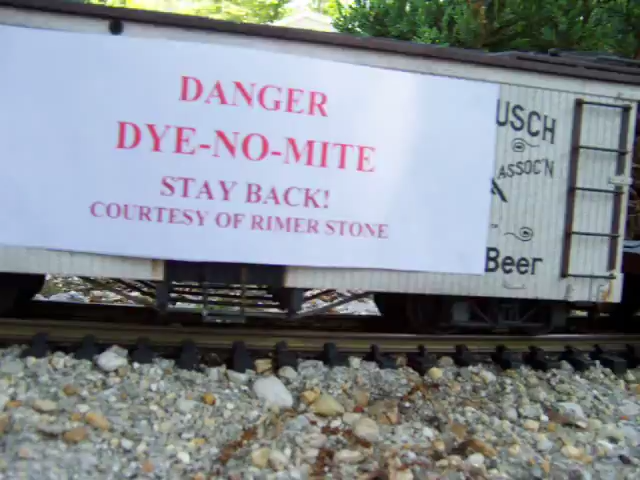 DANGER
DYE-NO-MITE
STAY BACK!
COURTESY OF RIMER STONE
USCH
ASSOC'N
Beer